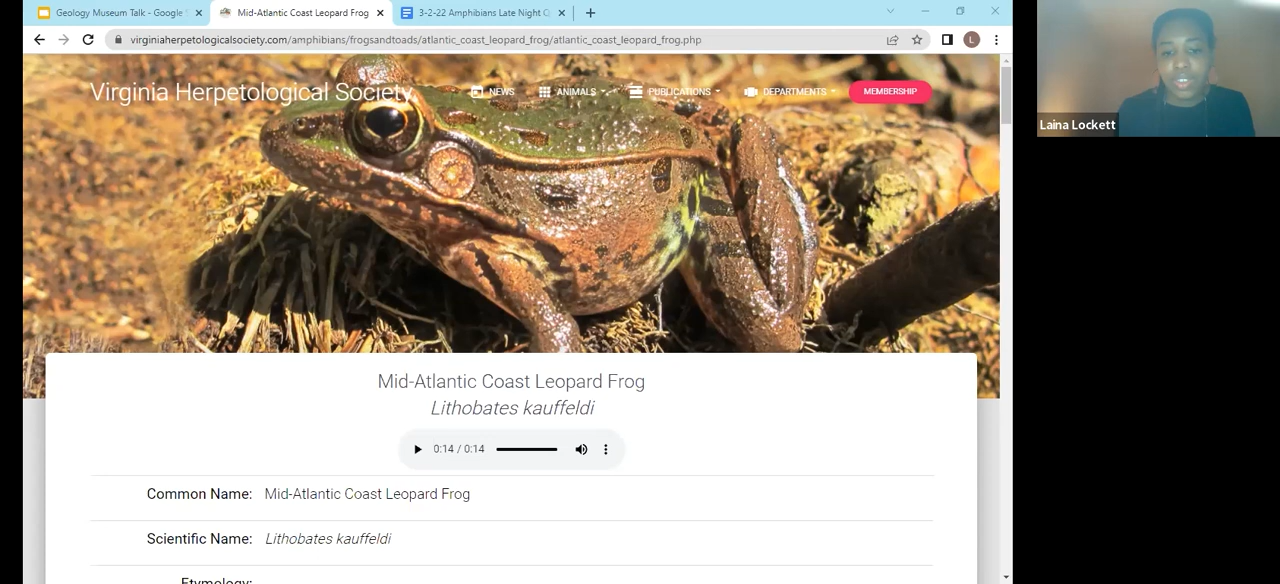 Geology Museum Talk - Google
Mid-Atlantic Coast Leopard Frog
3-2-22 Amphibians Late Night Q
virginiaherpetologicalsociety.com/amphibians/frogsandtoads/atlantic_coast_leopard_frog/atlantic_coast_leopard_frog.php
L
Virginia Herpetological Society
NEWS
ANIMALS
PUBLICATIONS
DEPARTMENTS
MEMBERSHIP
Laina Lockett
Mid-Atlantic Coast Leopard Frog
Lithobates kauffeldi
0:14 / 0:14
Common Name: Mid-Atlantic Coast Leopard Frog
Scientific Name: Lithobates kauffeldi
Etymology: